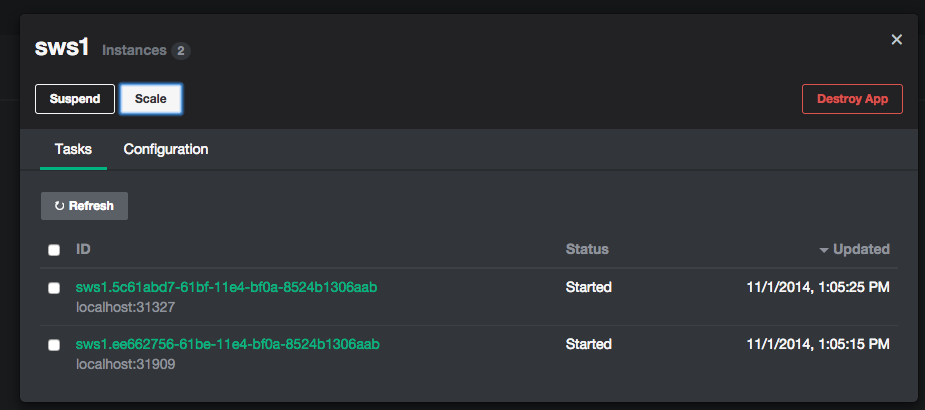 sws1 Instances 2
×
Suspend Scale Destroy App
Tasks Configuration
Refresh
ID Status Updated
sws1.5c61abd7-61bf-11e4-bf0a-8524b1306aab Started 11/1/2014, 1:05:25 PM
localhost:31327
sws1.ee662756-61be-11e4-bf0a-8524b1306aab Started 11/1/2014, 1:05:15 PM
localhost:31909